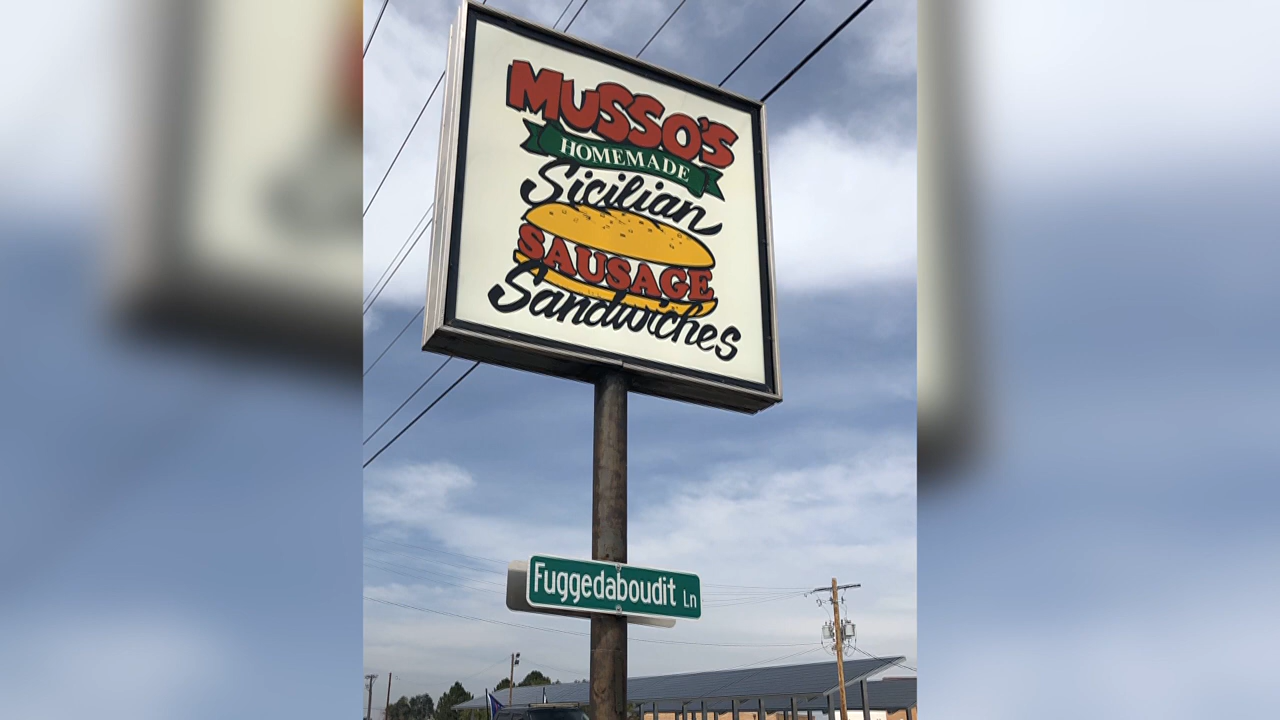 MUSSO'S
HOMEMADE
Sicilian
SAUSAGE
Sandwiches
Fuggedaboudit Ln